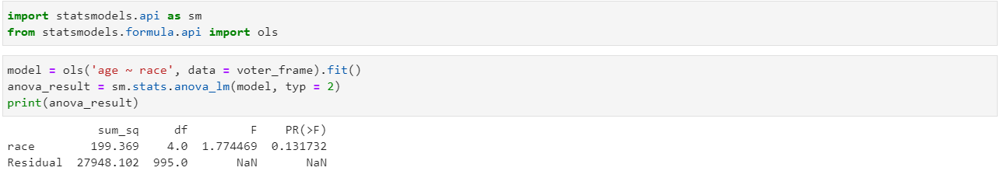 import statsmodels.api as sm
from statsmodels.formula.api import ols
model = ols('age ~ race', data = voter_frame).fit()
anova_result = sm.stats.anova_lm(model, typ = 2)
print(anova_result)
sum_sq df F PR(>F)
race 199.369 4.0 1.774469 0.131732
Residual 27948.102 995.0 NaN NaN